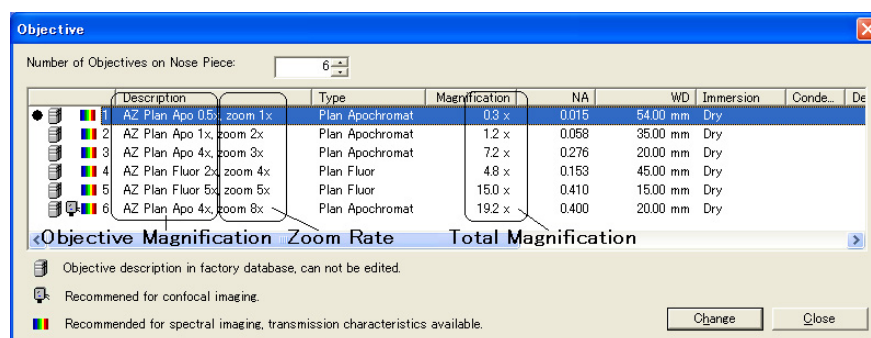 Objective
Number of Objectives on Nose Piece: 6
Description Type Magnification NA WD Immersion Conde... De
1 AZ Plan Apo 0.5x, zoom 1x Plan Apochromat 0.3 x 0.015 54.00 mm Dry
2 AZ Plan Apo 1x, zoom 2x Plan Apochromat 1.2 x 0.058 35.00 mm Dry
3 AZ Plan Apo 4x, zoom 3x Plan Apochromat 7.2 x 0.276 20.00 mm Dry
4 AZ Plan Fluor 2x, zoom 4x Plan Fluor 4.8 x 0.153 45.00 mm Dry
5 AZ Plan Fluor 5x, zoom 5x Plan Fluor 15.0 x 0.410 15.00 mm Dry
6 AZ Plan Apo 4x, zoom 8x Plan Apochromat 19.2 x 0.400 20.00 mm Dry
Objective Magnification Zoom Rate Total Magnification
Objective description in factory database, can not be edited.
Recommened for confocal imaging.
Recommended for spectral imaging, transmission characteristics available.
Change Close